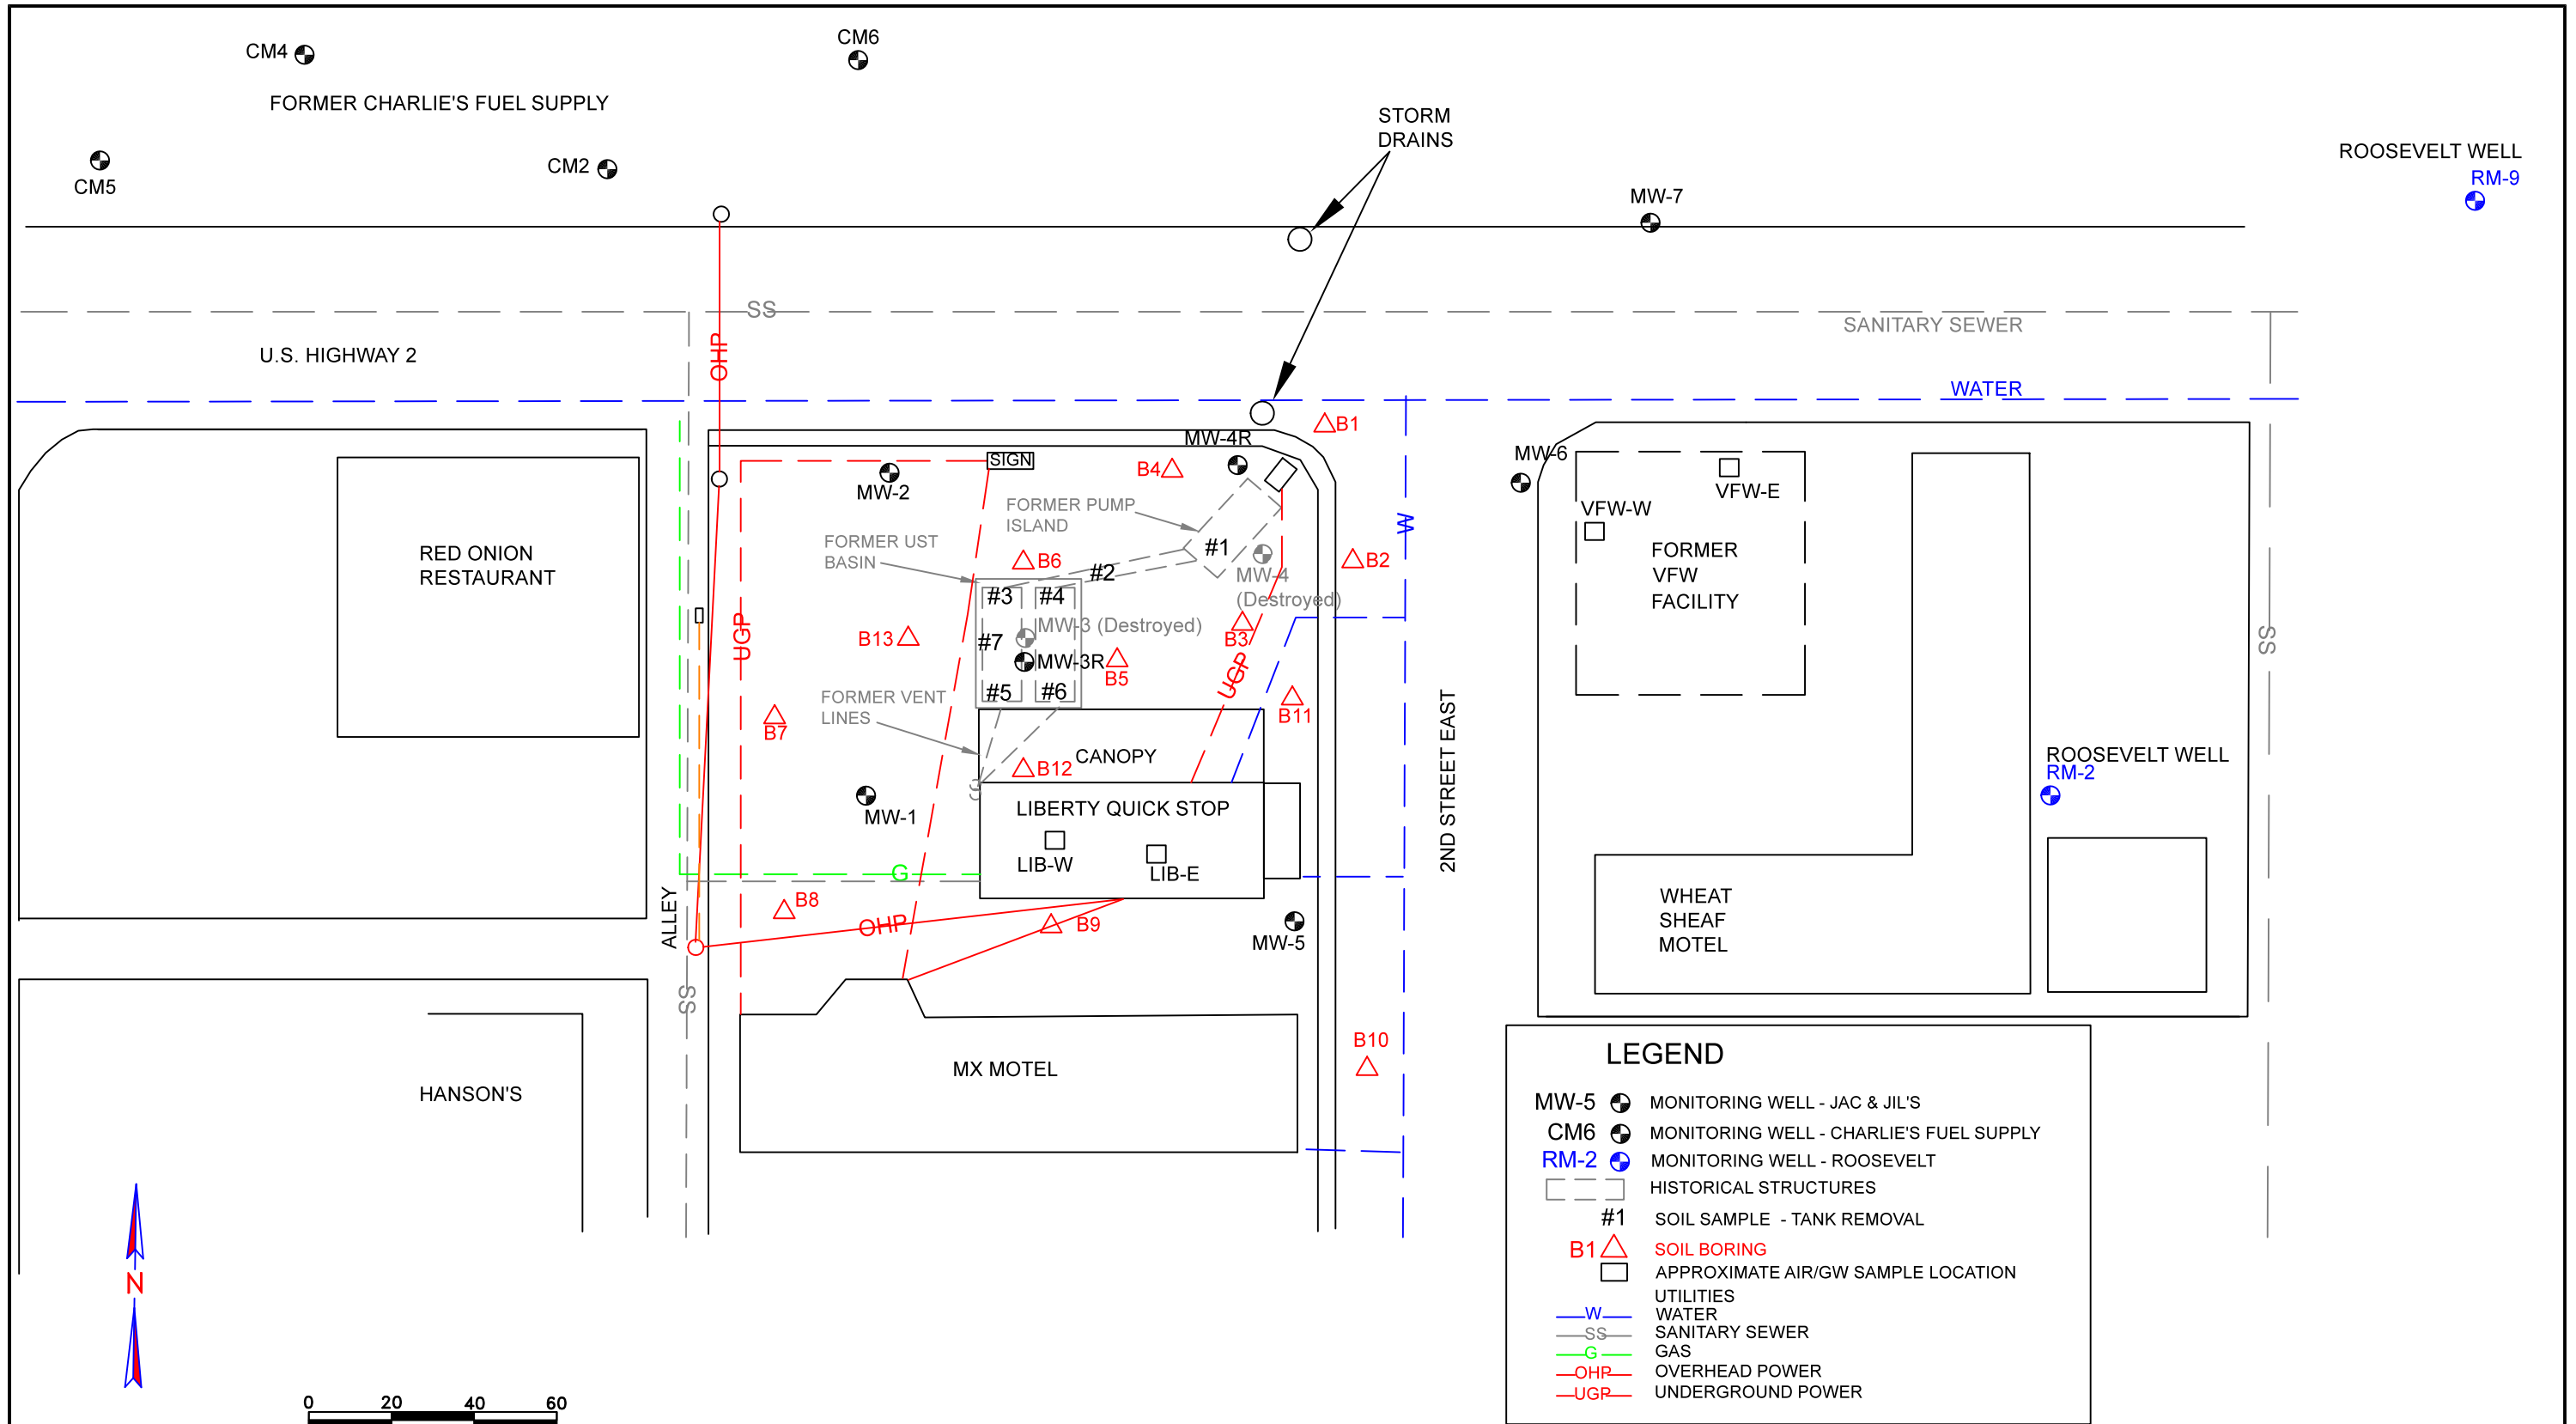 CM4
CM6
FORMER CHARLIE'S FUEL SUPPLY
STORM
DRAINS
CM5
CM2
MW-7
ROOSEVELT WELL
RM-9
SS
SANITARY SEWER
U.S. HIGHWAY 2
OHP
WATER
B1
MW-4R
SIGN
B4
MW-2
MW-6
VFW-E
VFW-W
FORMER PUMP
ISLAND
W
RED ONION
RESTAURANT
FORMER UST
BASIN
B6
#2
#1
MW-4
(Destroyed)
B2
FORMER
VFW
FACILITY
#3
#4
UGP
B13
#7
MW-3 (Destroyed)
MW-3R
B3
SS
B5
UGP
#5
#6
FORMER VENT
LINES
B7
B11
CANOPY
B12
2ND STREET EAST
ROOSEVELT WELL
RM-2
MW-1
LIBERTY QUICK STOP
LIB-W
LIB-E
G
ALLEY
B8
OHP
B9
MW-5
WHEAT
SHEAF
MOTEL
SS
B10
MX MOTEL
HANSON'S
N
0 20 40 60
LEGEND
MW-5 MONITORING WELL - JAC & JIL'S
CM6 MONITORING WELL - CHARLIE'S FUEL SUPPLY
RM-2 MONITORING WELL - ROOSEVELT
HISTORICAL STRUCTURES
#1 SOIL SAMPLE - TANK REMOVAL
B1 SOIL BORING
APPROXIMATE AIR/GW SAMPLE LOCATION
UTILITIES
W WATER
SS SANITARY SEWER
G GAS
OHP OVERHEAD POWER
UGP UNDERGROUND POWER